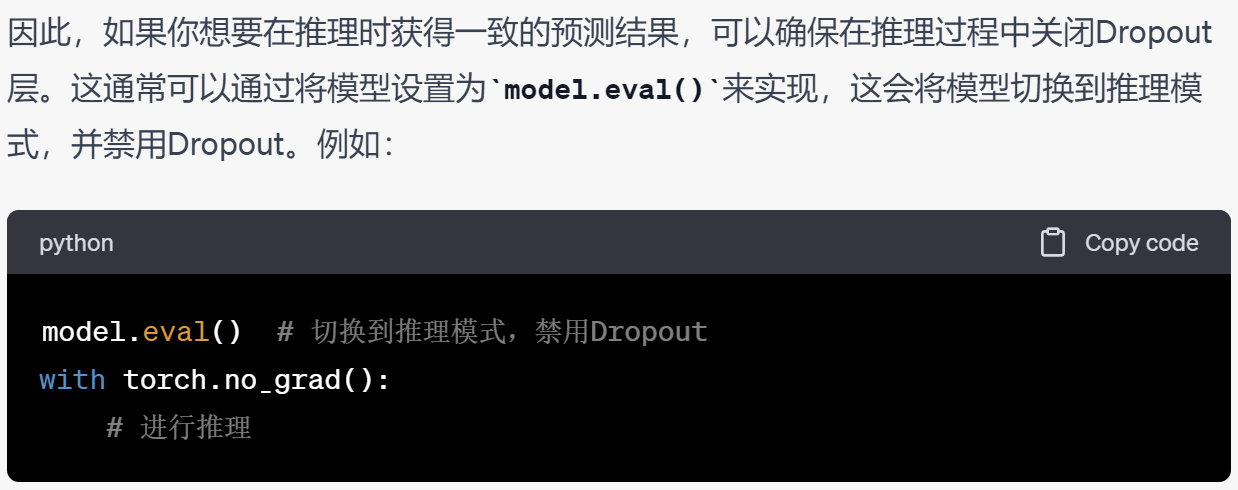 因此，如果你想要在推理时获得一致的预测结果，可以确保在推理过程中关闭Dropout
层。这通常可以通过将模型设置为`model.eval()`来实现，这会将模型切换到推理模
式，并禁用Dropout。例如：
python
Copy code
model.eval()  # 切换到推理模式，禁用Dropout
with torch.no_grad():
    # 进行推理